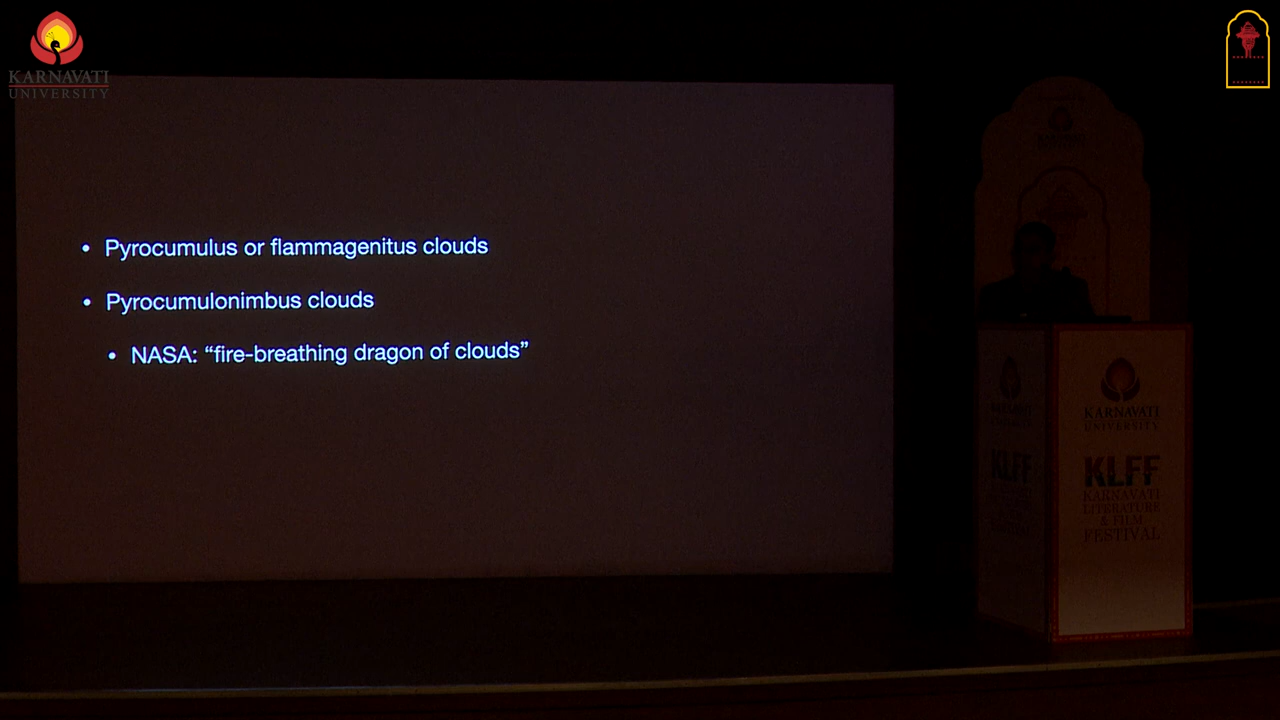 KARNAVATI
UNIVERSITY
• Pyrocumulus or flammagenitus clouds
• Pyrocumulonimbus clouds
• NASA: “fire-breathing dragon of clouds”
KARNAVATI
UNIVERSITY
KLFF
KARNAVATI
LITERATURE
& FILM
FESTIVAL
KLFF